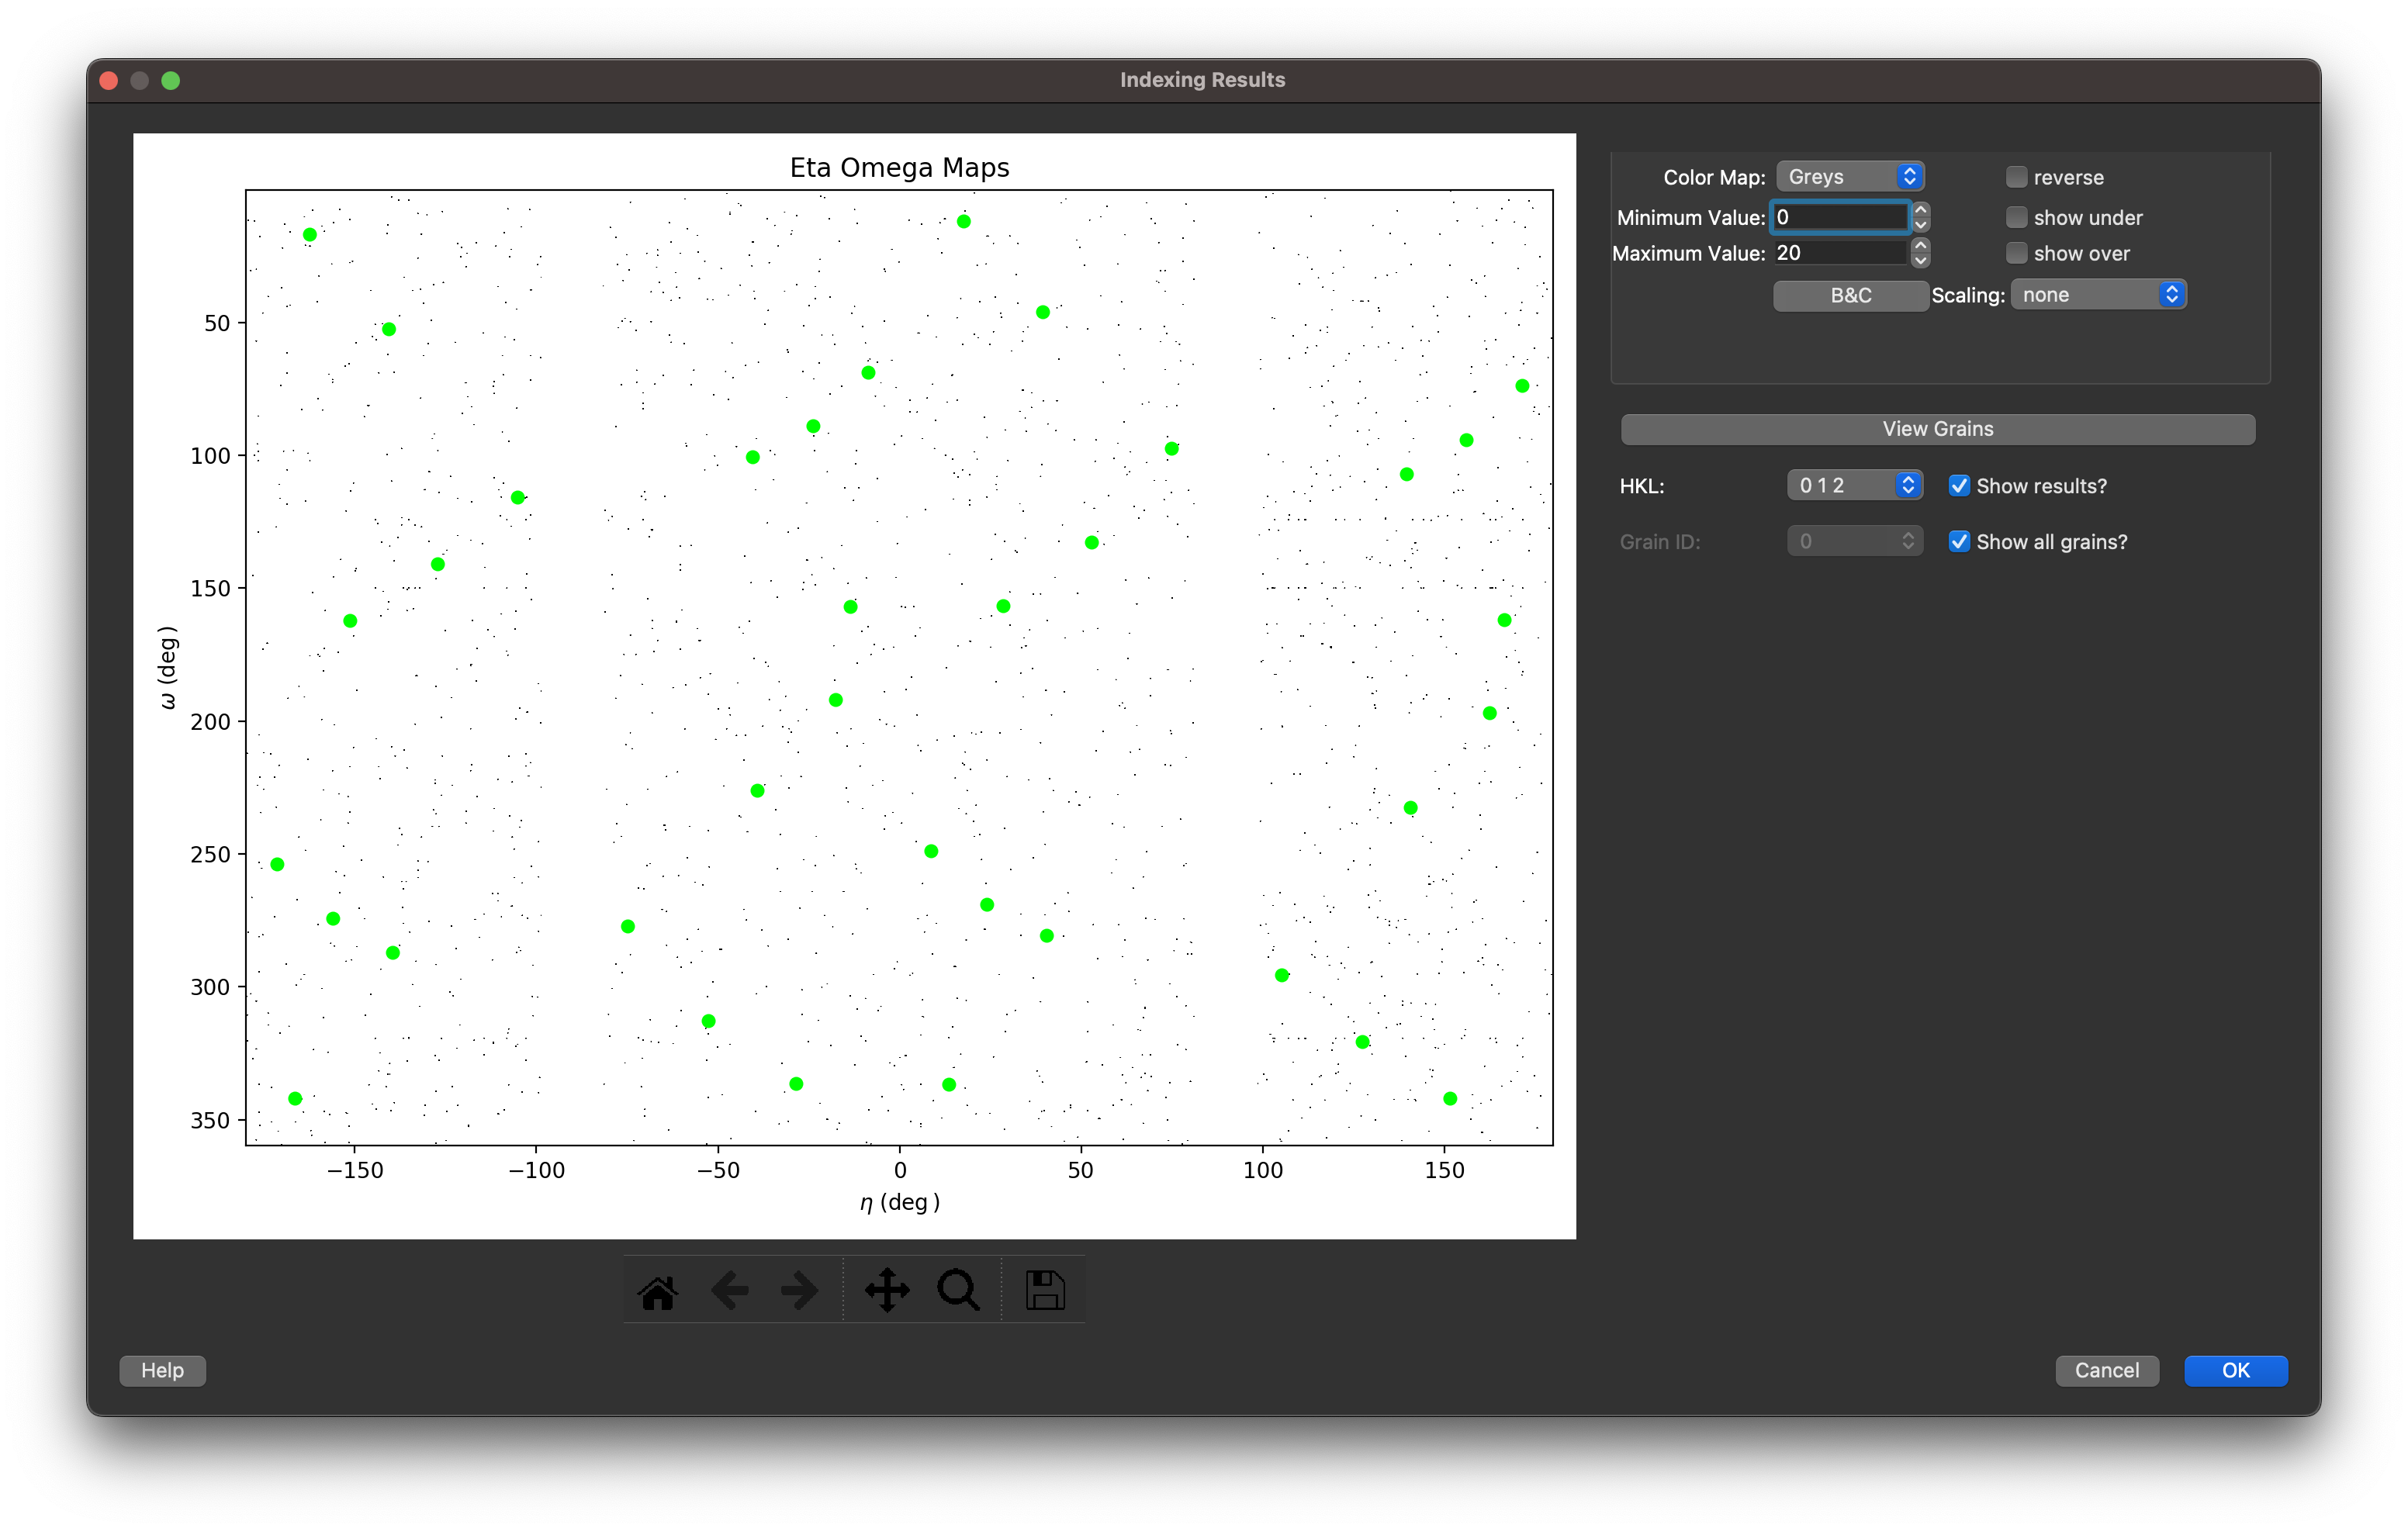 Indexing Results
Eta Omega Maps
50
100
150
200
250
300
350
ω (deg)
−150 −100 −50 0 50 100 150
η (deg)
Color Map: Greys reverse
Minimum Value: 0 show under
Maximum Value: 20 show over
B&C Scaling: none
View Grains
HKL: 0 1 2 Show results?
Grain ID: 0 Show all grains?
Help Cancel OK